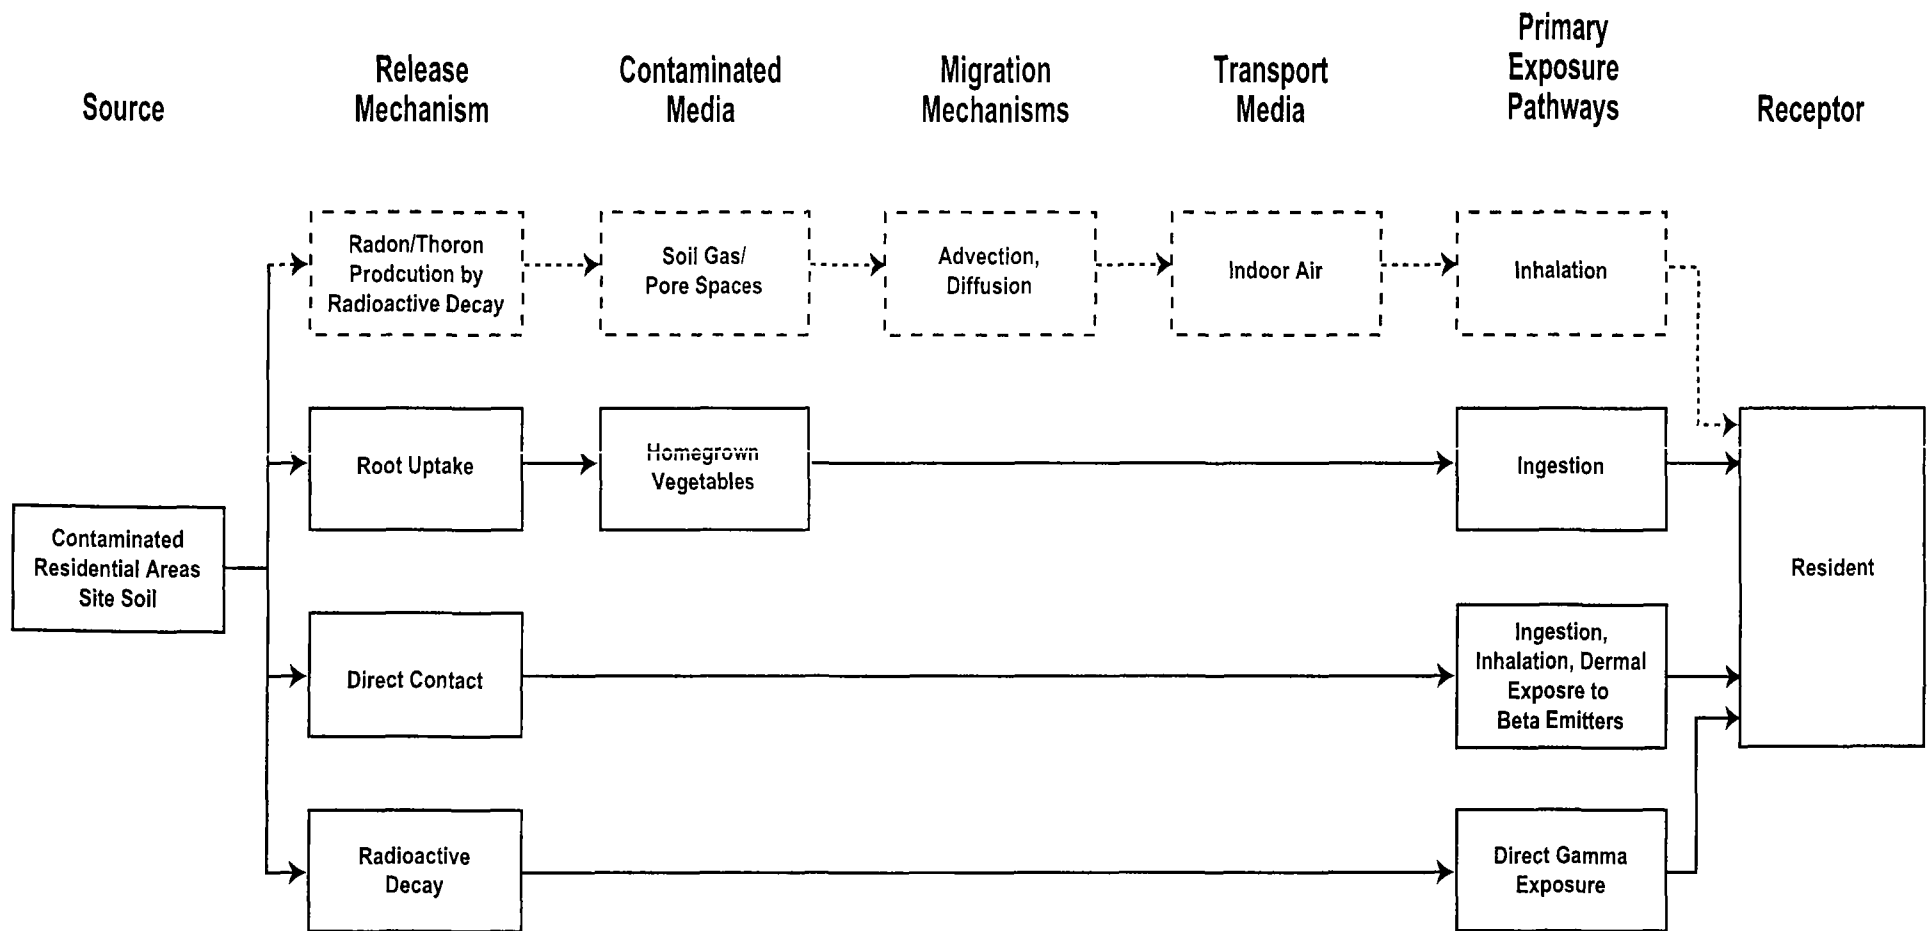 Source
Release
Mechanism
Contaminated
Media
Migration
Mechanisms
Transport
Media
Primary
Exposure
Pathways
Receptor
Radon/Thoron
Prodcution by
Radioactive Decay
Soil Gas/
Pore Spaces
Advection,
Diffusion
Indoor Air
Inhalation
Root Uptake
Homegrown
Vegetables
Ingestion
Contaminated
Residential Areas
Site Soil
Resident
Direct Contact
Ingestion,
Inhalation, Dermal
Exposre to
Beta Emitters
Radioactive
Decay
Direct Gamma
Exposure